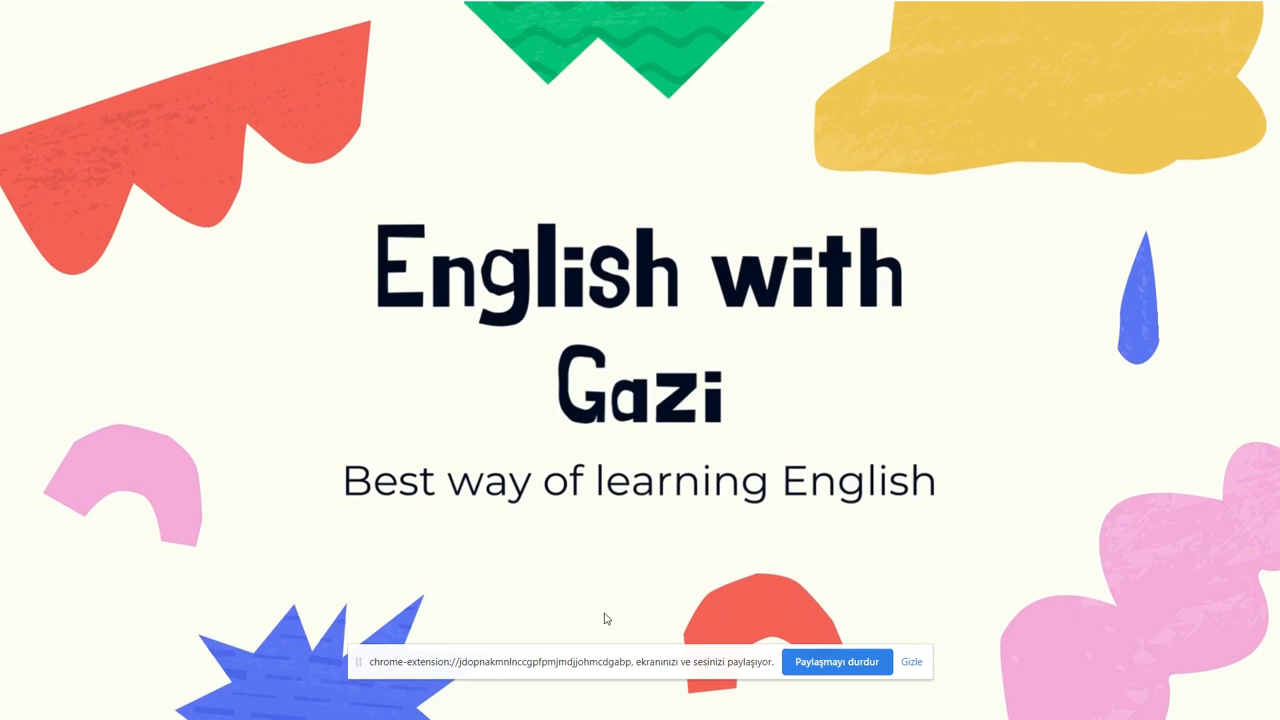 English with
Gazi
Best way of learning English
chrome-extension://jdopnakmnlnccgpfpmjmdjjohmcdgabp, ekranınızı ve sesinizi paylaşıyor. Paylaşmayı durdur Gizle